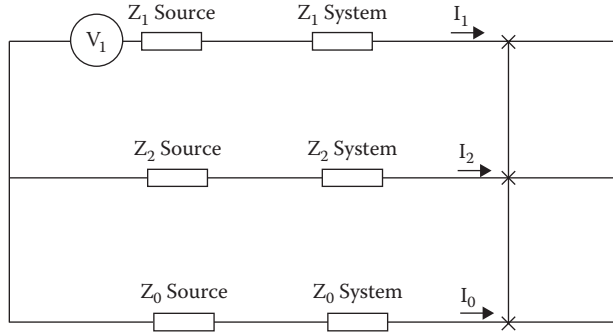 Z₁ Source Z₁ System I₁
V₁
Z₂ Source Z₂ System I₂
Z₀ Source Z₀ System I₀